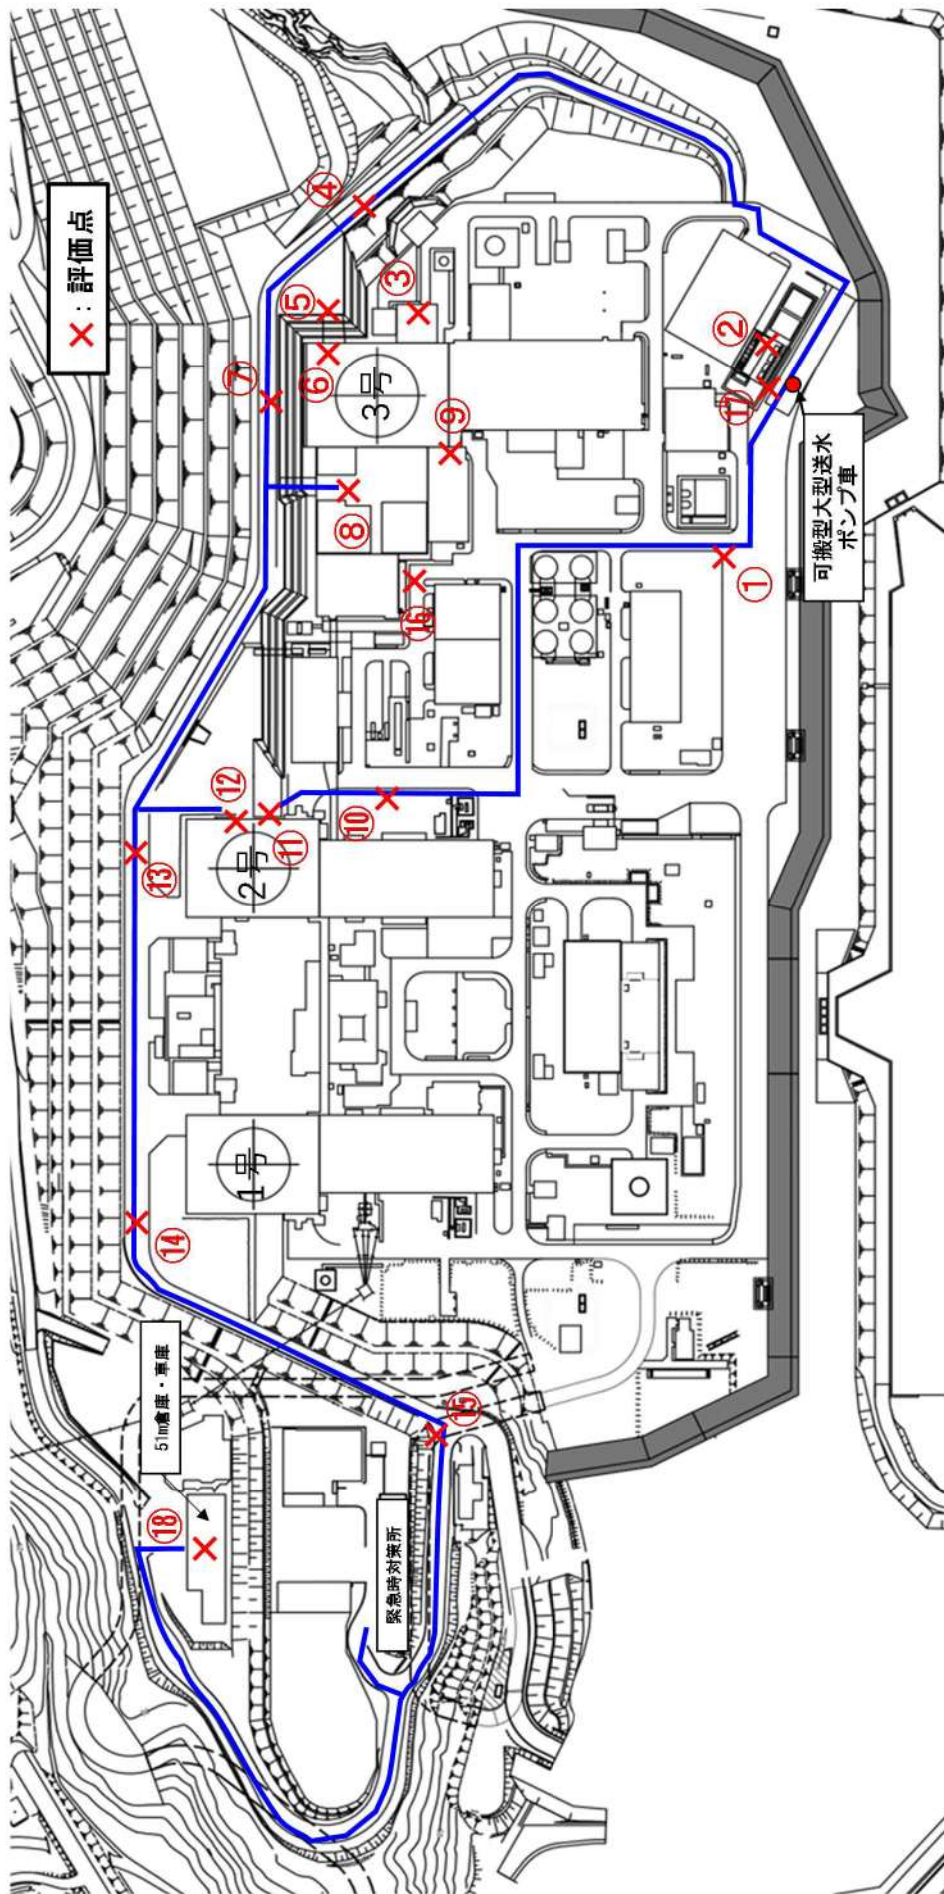 ×：評価点
④
⑤
③
⑥
⑦
3号
②
⑨
⑰
⑧
可搬型大型送水
ポンプ車
①
⑯
⑫
⑩
⑪
2号
⑬
1号
⑭
51m倉庫・車庫
⑮
⑱
緊急時対策所